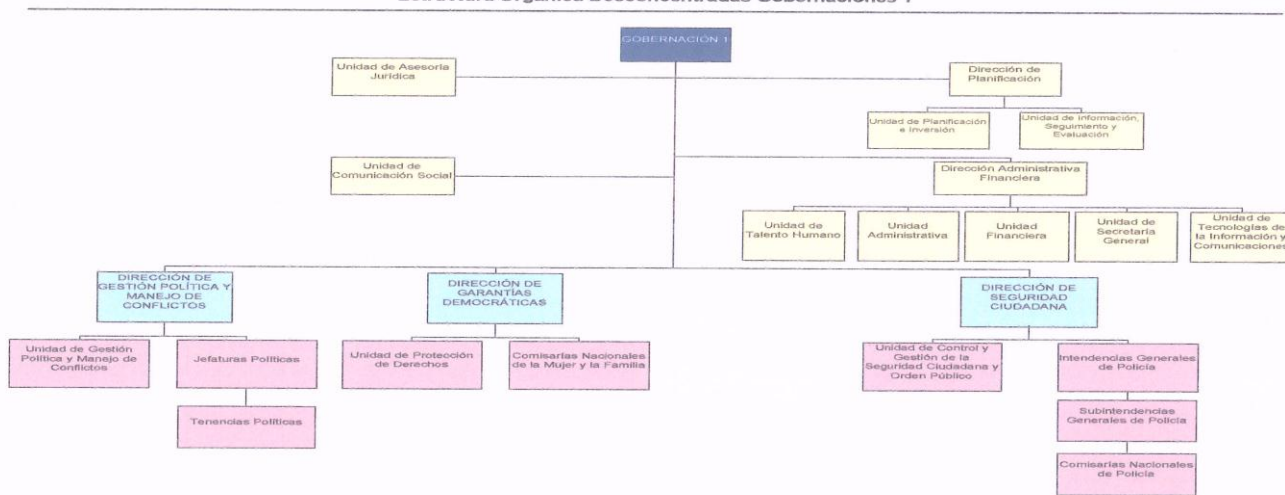 Estructura Orgánica Desconcentradas Gobernaciones 1
GOBERNACIÓN 1
Unidad de Asesoría
Jurídica
Dirección de
Planificación
Unidad de Planificación
e Inversión
Unidad de Información,
Seguimiento y
Evaluación
Unidad de
Comunicación Social
Dirección Administrativa
Financiera
Unidad de
Talento Humano
Unidad
Administrativa
Unidad
Financiera
Unidad de
Secretaría
General
Unidad de
Tecnologías de
la Información y
Comunicaciones
DIRECCIÓN DE
GESTIÓN POLÍTICA Y
MANEJO DE
CONFLICTOS
DIRECCIÓN DE
GARANTÍAS
DEMOCRÁTICAS
DIRECCIÓN DE
SEGURIDAD
CIUDADANA
Unidad de Gestión
Política y Manejo de
Conflictos
Jefaturas Políticas
Unidad de Protección
de Derechos
Comisarías Nacionales
de la Mujer y la Familia
Unidad de Control y
Gestión de la
Seguridad Ciudadana y
Orden Público
Intendencias Generales
de Policía
Tenencias Políticas
Subintendencias
Generales de Policía
Comisarías Nacionales
de Policía